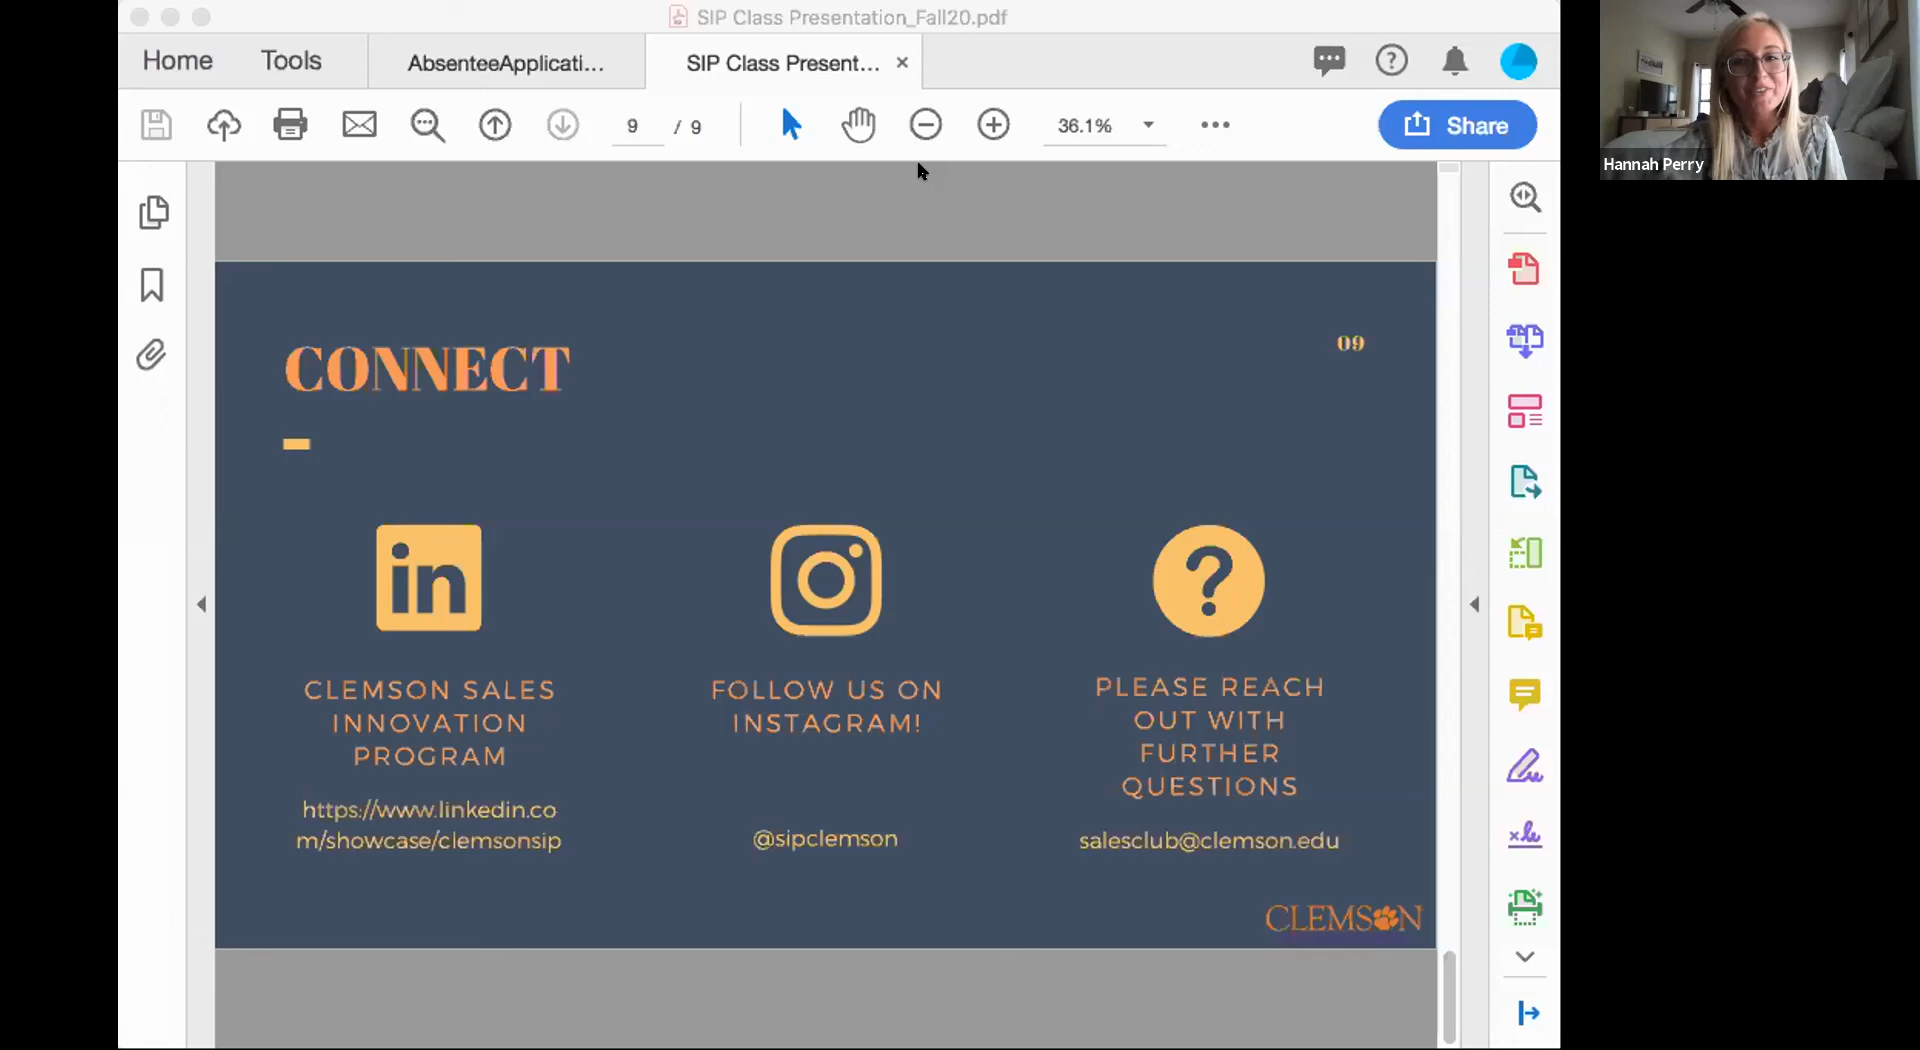 SIP Class Presentation_Fall20.pdf
Home
Tools
AbsenteeApplicati...
SIP Class Present... ×
9 / 9
36.1%
Share
Hannah Perry
CONNECT
09
in
?
CLEMSON SALES
INNOVATION
PROGRAM
https://www.linkedin.co
m/showcase/clemsonsip
FOLLOW US ON
INSTAGRAM!
@sipclemson
PLEASE REACH
OUT WITH
FURTHER
QUESTIONS
salesclub@clemson.edu
CLEMSON